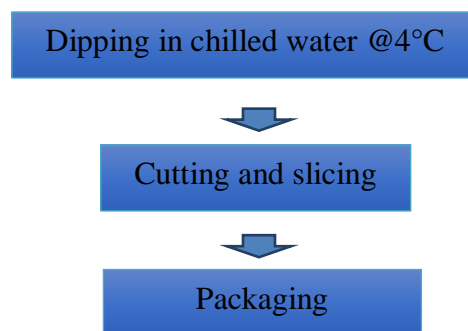 Dipping in chilled water @4°C
Cutting and slicing
Packaging